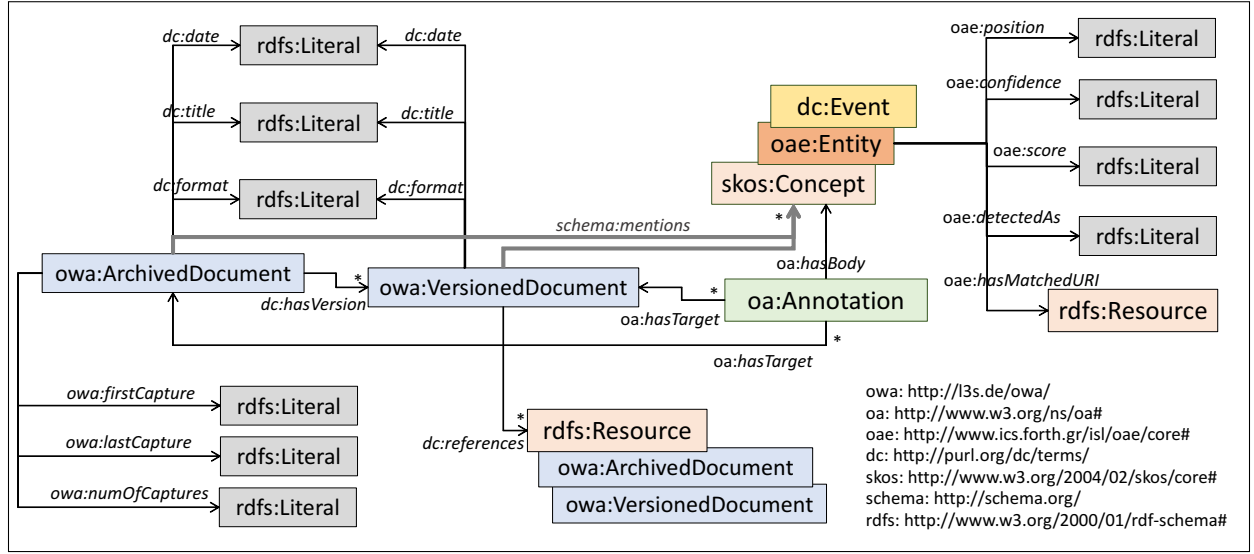 dc:date
rdfs:Literal
dc:date
dc:title
rdfs:Literal
dc:title
dc:format
rdfs:Literal
dc:format
oae:position
rdfs:Literal
oae:confidence
rdfs:Literal
oae:score
rdfs:Literal
oae:detectedAs
rdfs:Literal
oae:hasMatchedURI
rdfs:Resource
dc:Event
oae:Entity
skos:Concept
*
schema:mentions
oa:hasBody
owa:ArchivedDocument
*
dc:hasVersion
owa:VersionedDocument
*
oa:hasTarget
oa:Annotation
*
oa:hasTarget
owa:firstCapture
rdfs:Literal
owa:lastCapture
rdfs:Literal
owa:numOfCaptures
rdfs:Literal
*
dc:references
rdfs:Resource
owa:ArchivedDocument
owa:VersionedDocument
owa: http://l3s.de/owa/
oa: http://www.w3.org/ns/oa#
oae: http://www.ics.forth.gr/isl/oae/core#
dc: http://purl.org/dc/terms/
skos: http://www.w3.org/2004/02/skos/core#
schema: http://schema.org/
rdfs: http://www.w3.org/2000/01/rdf-schema#